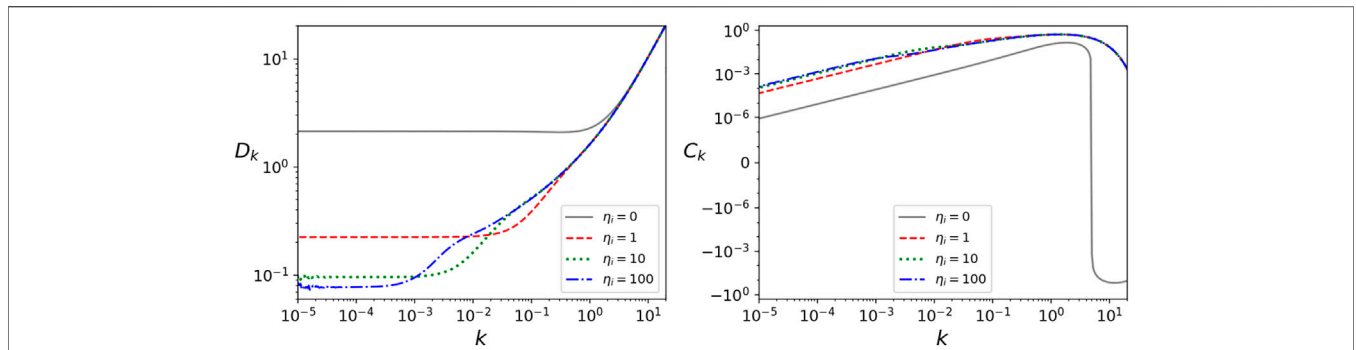 10^1
D_k
10^0
10^{-1}
η_i = 0
η_i = 1
η_i = 10
η_i = 100
10^{-5} 10^{-4} 10^{-3} 10^{-2} 10^{-1} 10^0 10^1
k
10^0
10^{-3}
10^{-6}
C_k
0
-10^{-6}
-10^{-3}
-10^0
η_i = 0
η_i = 1
η_i = 10
η_i = 100
10^{-5} 10^{-4} 10^{-3} 10^{-2} 10^{-1} 10^0 10^1
k